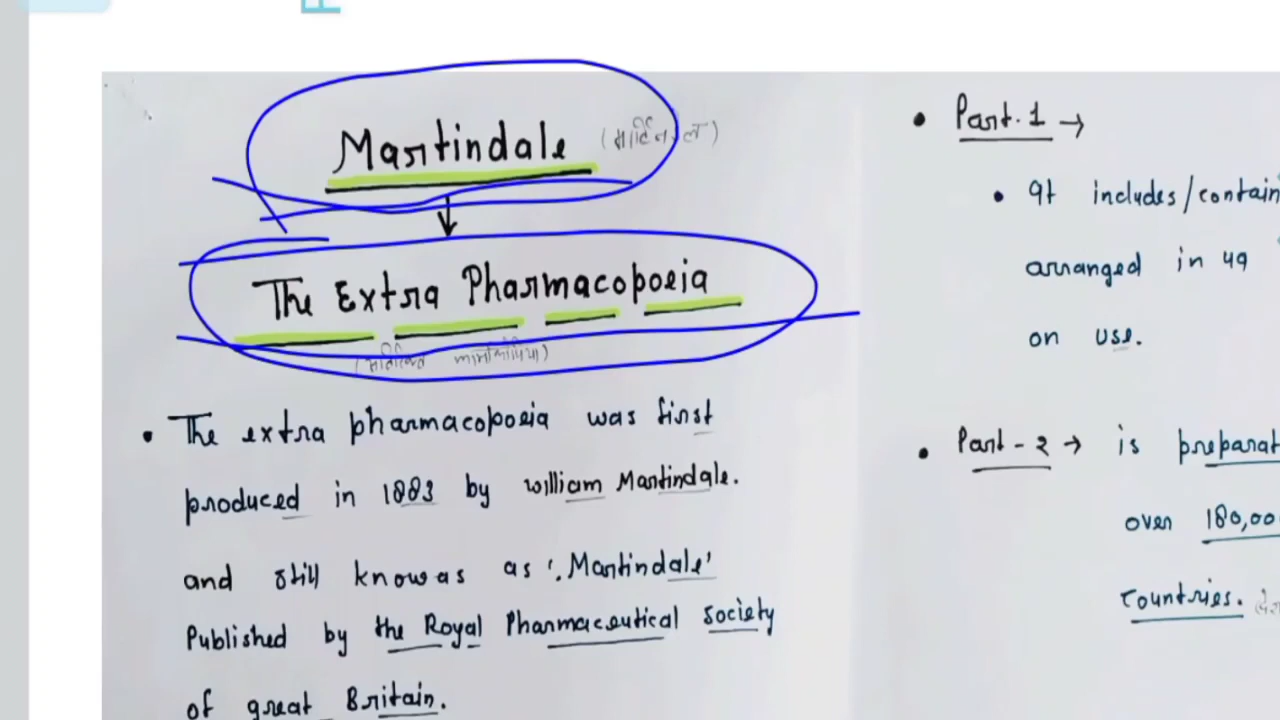 Martindale
The Extra Pharmacopoeia
• The extra pharmacopoeia was first
produced in 1883 by William Martindale.
and still knowas as '.Martindale'
Published by the Royal Pharmaceutical Society
of great Britain.
• Part.1 →
• It includes/contain
arranged in 49
on use.
• Part - 2 → is preparat
over 180,00
Countries.